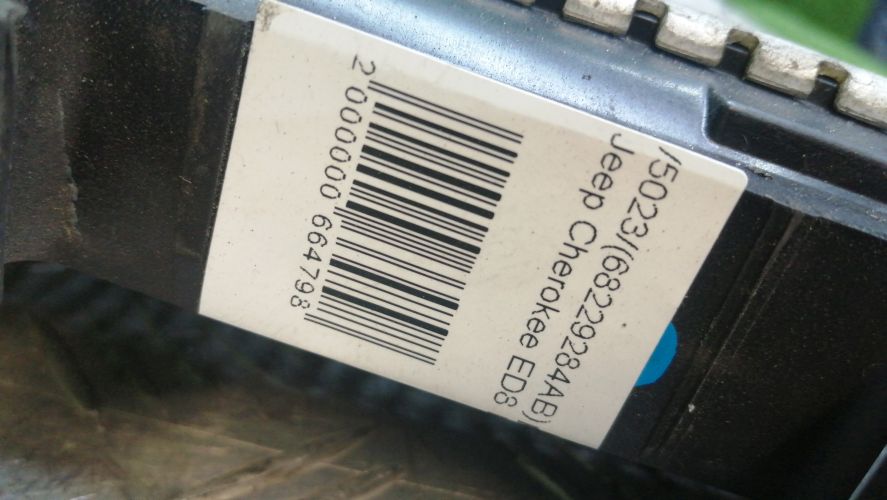 /5023/(68229284AB)
Jeep Cherokee ED8
2 000000 664798